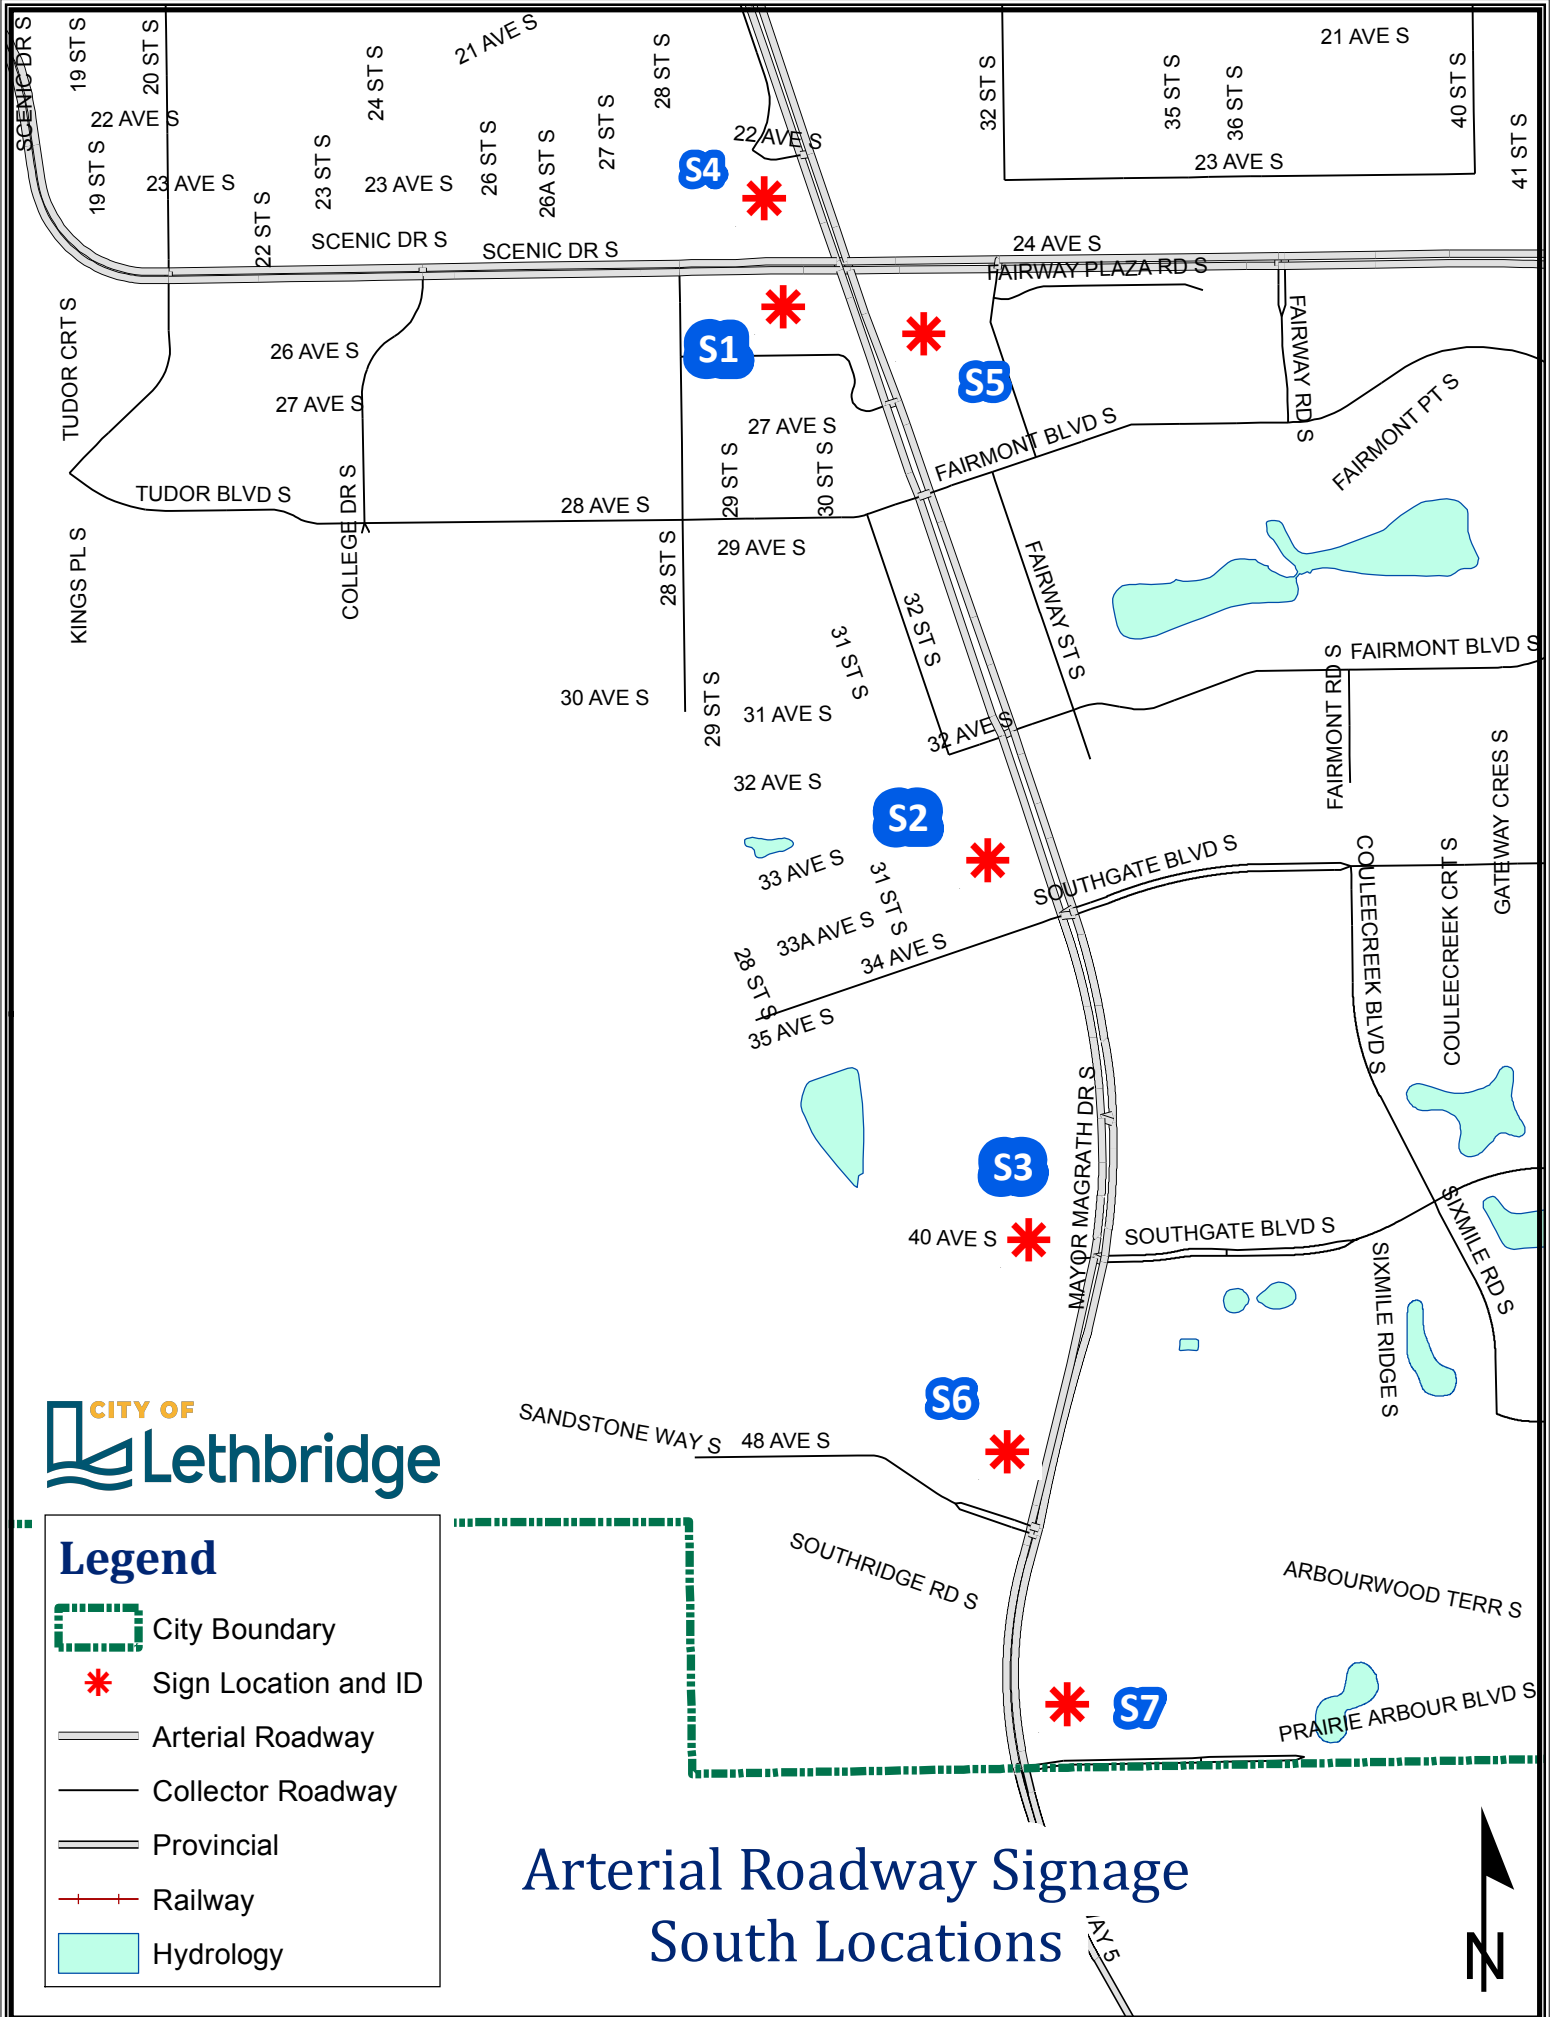 SCENIC DR S
19 ST S
20 ST S
24 ST S
21 AVE S
28 ST S
32 ST S
35 ST S
36 ST S
21 AVE S
40 ST S
41 ST S
22 AVE S
19 ST S
23 AVE S
22 ST S
23 ST S
23 AVE S
26 ST S
26A ST S
27 ST S
22 AVE S
23 AVE S
S4
SCENIC DR S
SCENIC DR S
24 AVE S
FAIRWAY PLAZA RD S
TUDOR CRT S
26 AVE S
27 AVE S
S1
S5
FAIRWAY RD S
FAIRMONT PT S
27 AVE S
FAIRMONT BLVD S
TUDOR BLVD S
COLLEGE DR S
28 AVE S
29 ST S
30 ST S
29 AVE S
KINGS PL S
28 ST S
32 ST S
FAIRWAY ST S
31 ST S
FAIRMONT BLVD S
FAIRMONT RD S
30 AVE S
29 ST S
31 AVE S
32 AVE S
32 AVE S
GATEWAY CRES S
S2
33 AVE S
31 ST S
SOUTHGATE BLVD S
COULEECREEK BLVD S
COULEECREEK CRT S
33A AVE S
34 AVE S
28 ST S
35 AVE S
MAYOR MAGRATH DR S
S3
40 AVE S
SOUTHGATE BLVD S
SIXMILE RD S
SIXMILE RIDGE S
S6
SANDSTONE WAY S
48 AVE S
SOUTHRIDGE RD S
ARBOURWOOD TERR S
S7
PRAIRIE ARBOUR BLVD S
CITY OF
Lethbridge
Legend
City Boundary
Sign Location and ID
Arterial Roadway
Collector Roadway
Provincial
Railway
Hydrology
Arterial Roadway Signage
South Locations
AY 5
N